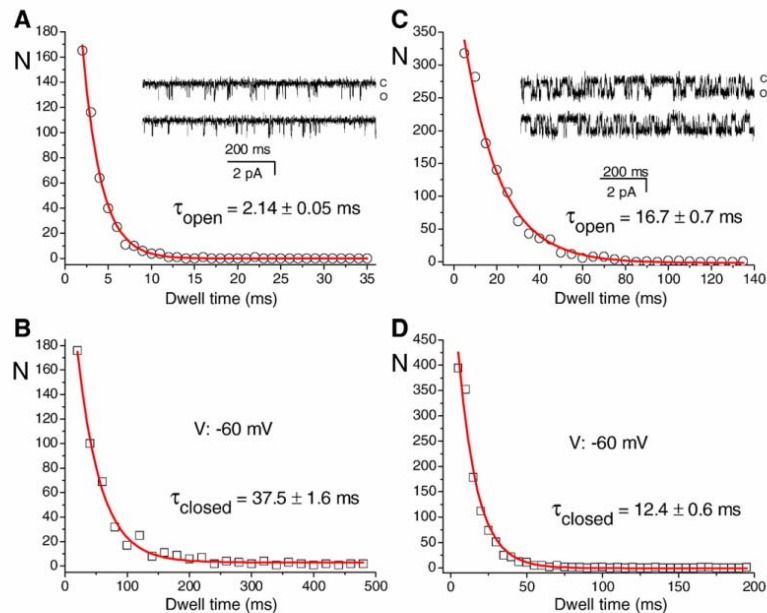 A
N
180
160
140
120
100
80
60
40
20
0
C
O
200 ms
2 pA
τopen = 2.14 ± 0.05 ms
0 5 10 15 20 25 30 35
Dwell time (ms)
C
N
350
300
250
200
150
100
50
0
C
O
200 ms
2 pA
τopen = 16.7 ± 0.7 ms
0 20 40 60 80 100 120 140
Dwell time (ms)
B
N
180
160
140
120
100
80
60
40
20
0
V: -60 mV
τclosed = 37.5 ± 1.6 ms
0 100 200 300 400 500
Dwell time (ms)
D
N
450
400
350
300
250
200
150
100
50
0
V: -60 mV
τclosed = 12.4 ± 0.6 ms
0 50 100 150 200
Dwell time (ms)